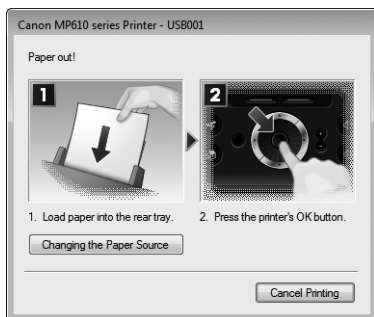 Canon MP610 series Printer - USB001
Paper out!
1
2
1. Load paper into the rear tray.
2. Press the printer's OK button.
Changing the Paper Source
Cancel Printing